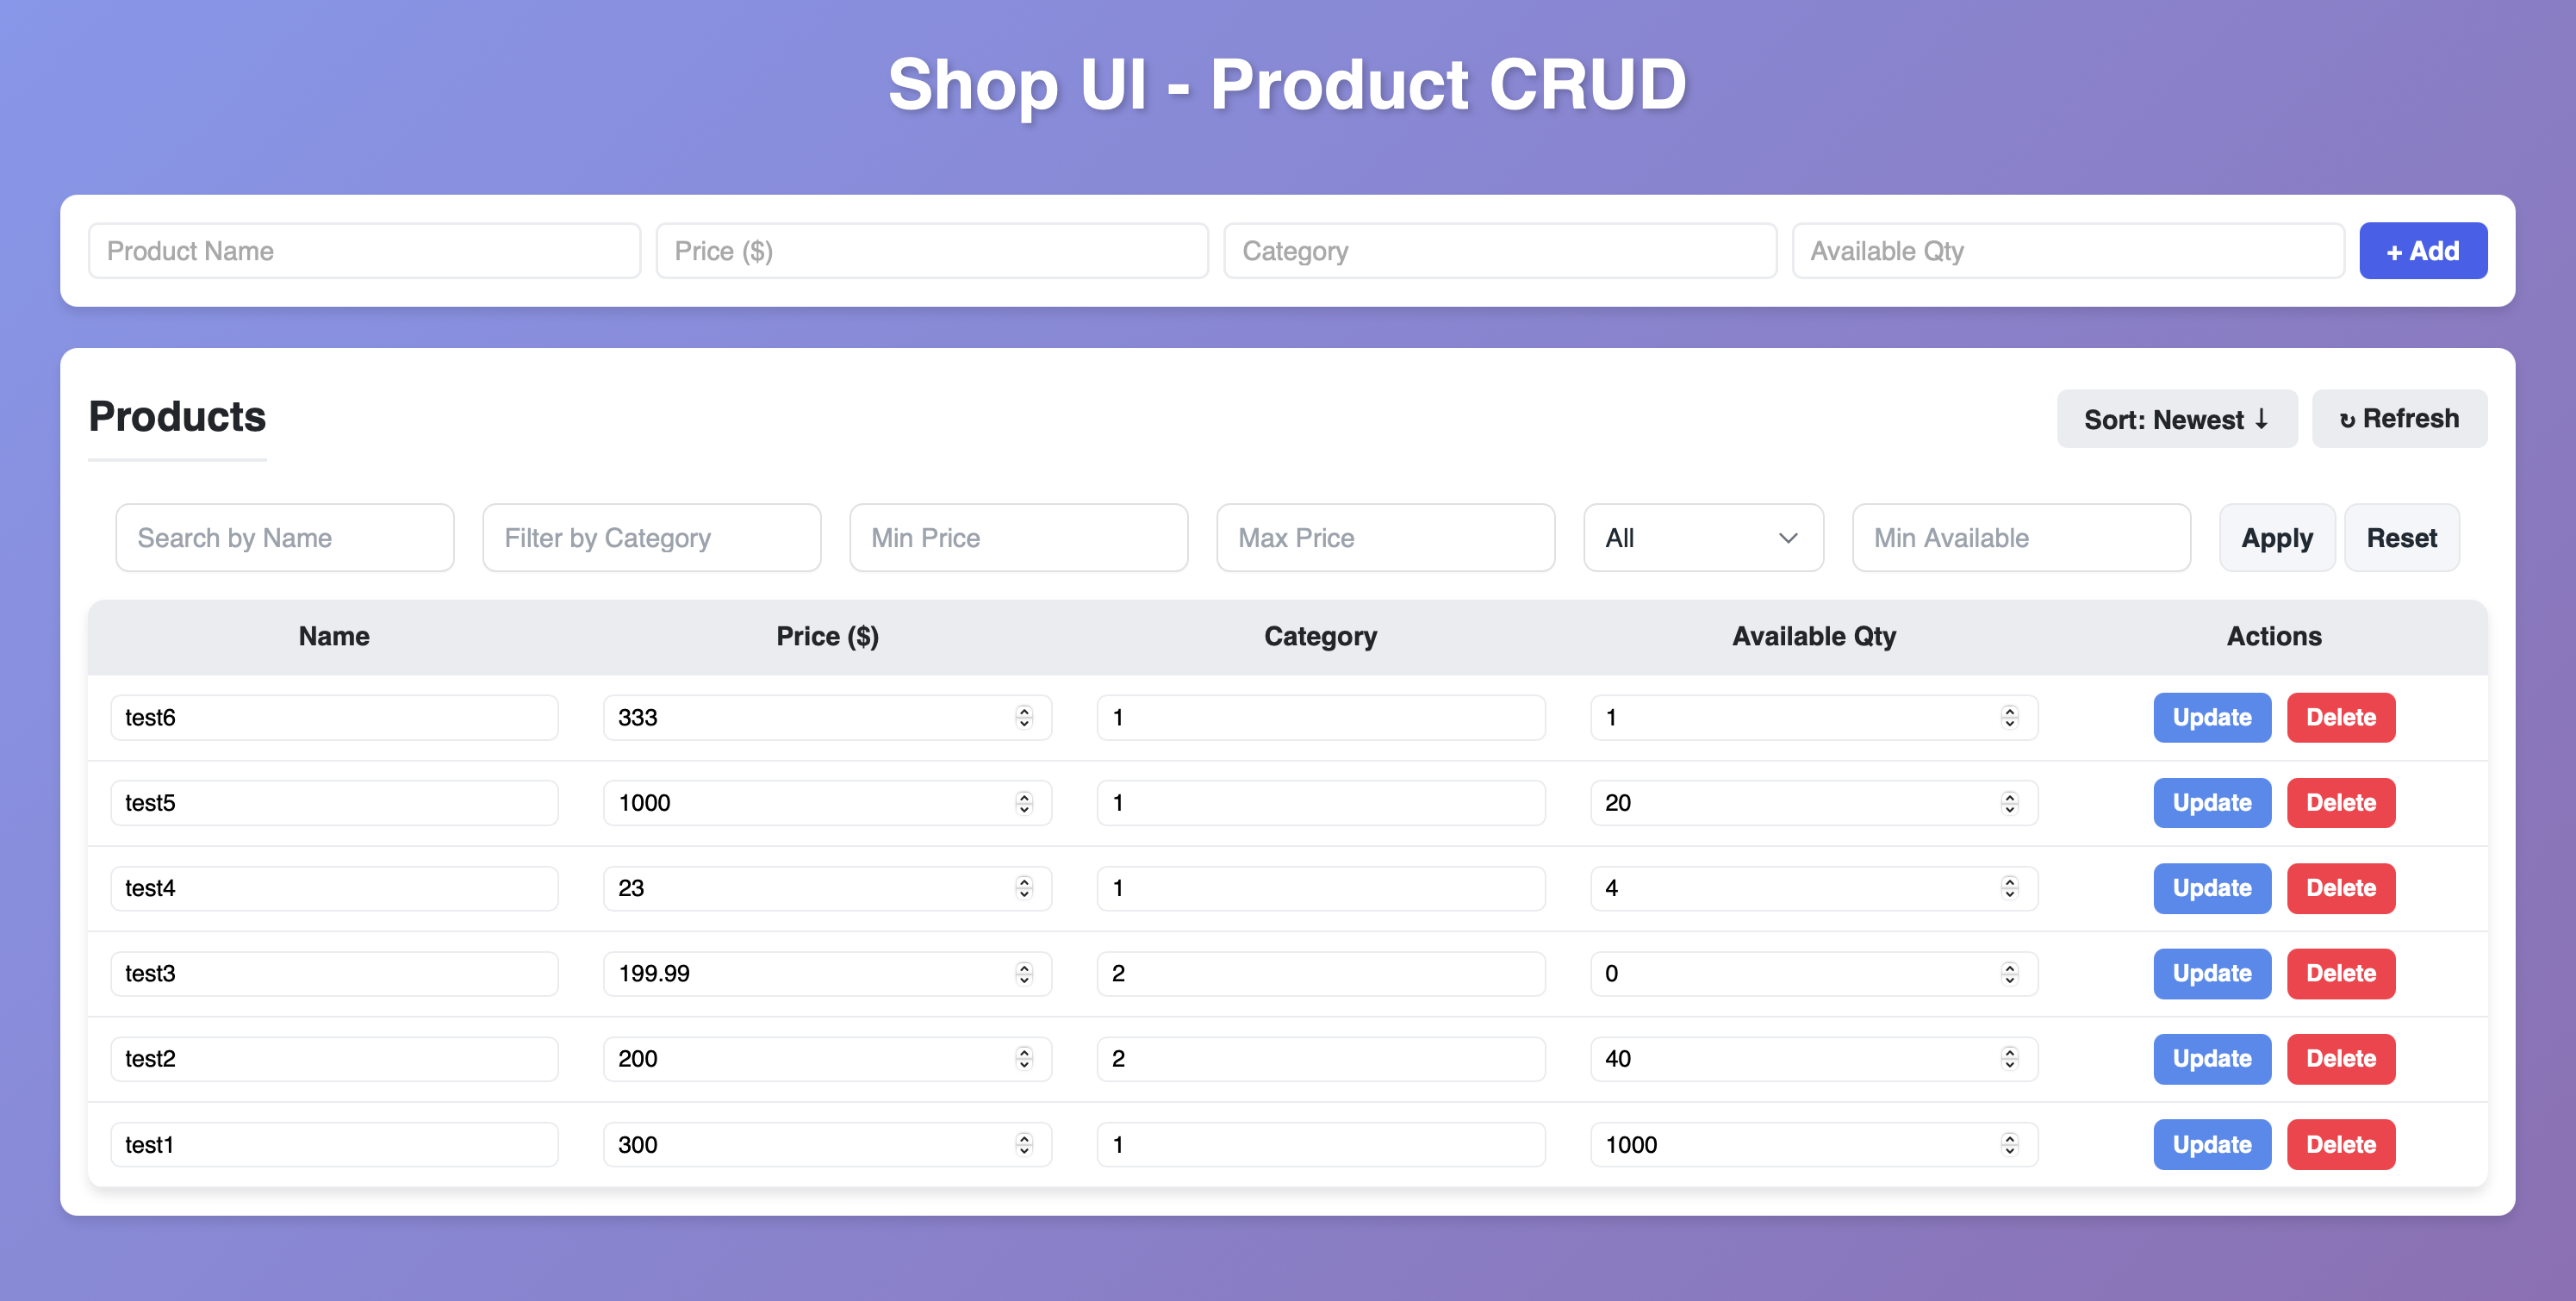 Shop UI - Product CRUD
Product Name Price ($) Category Available Qty + Add
Products Sort: Newest ↓ ↻ Refresh
Search by Name Filter by Category Min Price Max Price All Min Available Apply Reset
Name Price ($) Category Available Qty Actions
test6 333 1 1 Update Delete
test5 1000 1 20 Update Delete
test4 23 1 4 Update Delete
test3 199.99 2 0 Update Delete
test2 200 2 40 Update Delete
test1 300 1 1000 Update Delete